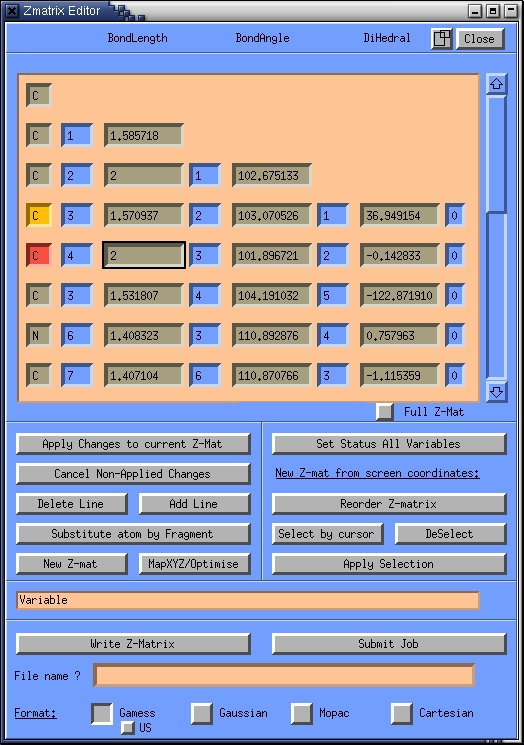 Zmatrix Editor
BondLength BondAngle DiHedral Close
C
C 1 1.585718
C 2 2 1 102.675133
C 3 1.570937 2 103.070526 1 36.949154 0
C 4 2 3 101.896721 2 -0.142833 0
C 3 1.531807 4 104.191032 5 -122.871910 0
N 6 1.408323 3 110.892876 4 0.757963 0
C 7 1.407104 6 110.870766 3 -1.115359 0
Full Z-Mat
Apply Changes to current Z-Mat Set Status All Variables
Cancel Non-Applied Changes New Z-mat from screen coordinates:
Delete Line Add Line Reorder Z-matrix
Substitute atom by Fragment Select by cursor DeSelect
New Z-mat MapXYZ/Optimise Apply Selection
Variable
Write Z-Matrix Submit Job
File name ?
Format: Gamess Gaussian Mopac Cartesian
US